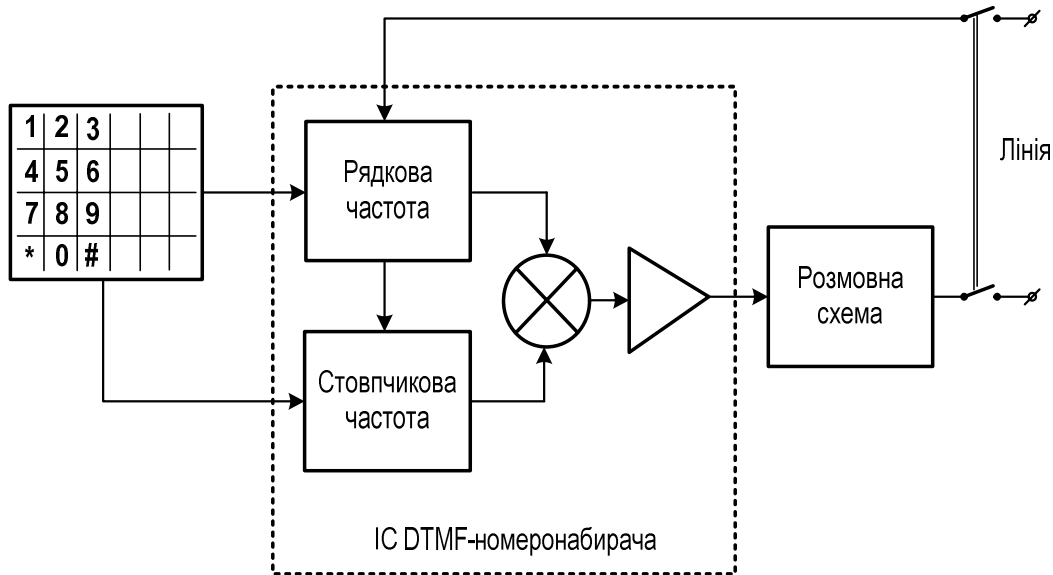 1 2 3
4 5 6
7 8 9
* 0 #
Рядкова
частота
Стовпчикова
частота
ІС DTMF-номеронабирача
Розмовна
схема
Лінія